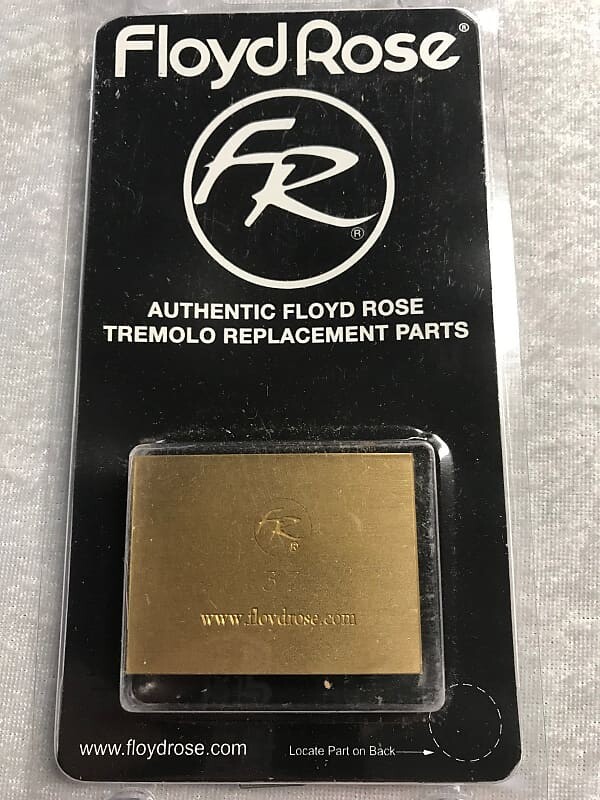 FloydRose®
FR®
AUTHENTIC FLOYD ROSE
TREMOLO REPLACEMENT PARTS
FR®
37
www.floydrose.com
www.floydrose.com
Locate Part on Back